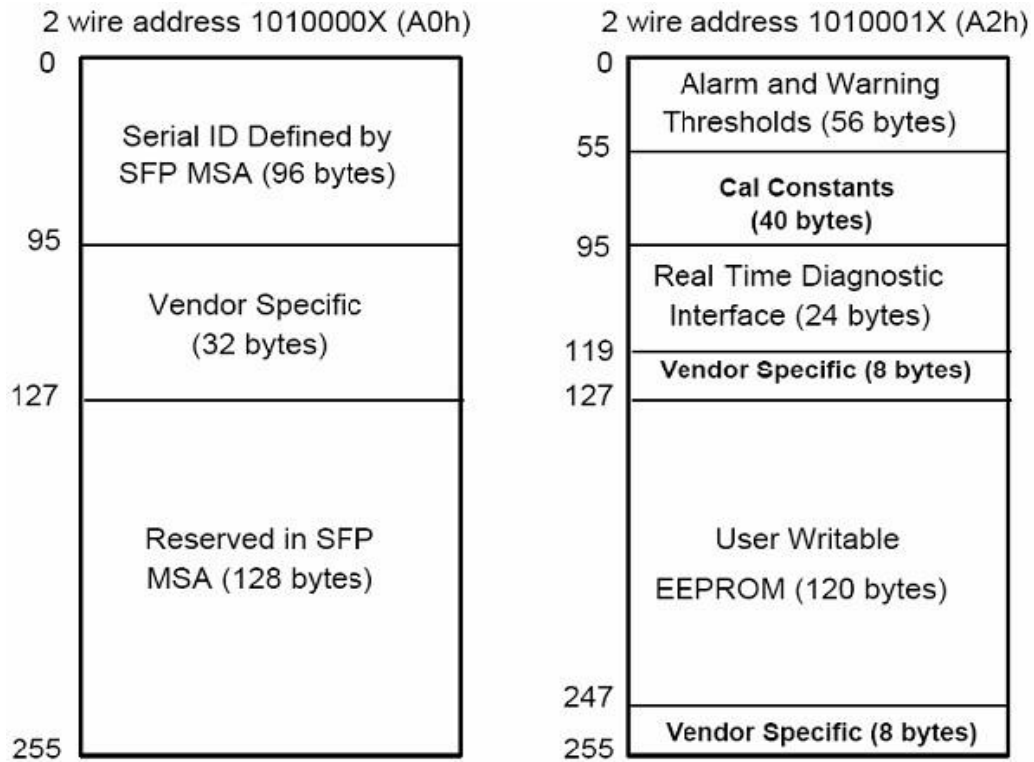 2 wire address 1010000X (A0h)
0
Serial ID Defined by
SFP MSA (96 bytes)
95
Vendor Specific
(32 bytes)
127
Reserved in SFP
MSA (128 bytes)
255
2 wire address 1010001X (A2h)
0
Alarm and Warning
Thresholds (56 bytes)
55
Cal Constants
(40 bytes)
95
Real Time Diagnostic
Interface (24 bytes)
119
Vendor Specific (8 bytes)
127
User Writable
EEPROM (120 bytes)
247
Vendor Specific (8 bytes)
255